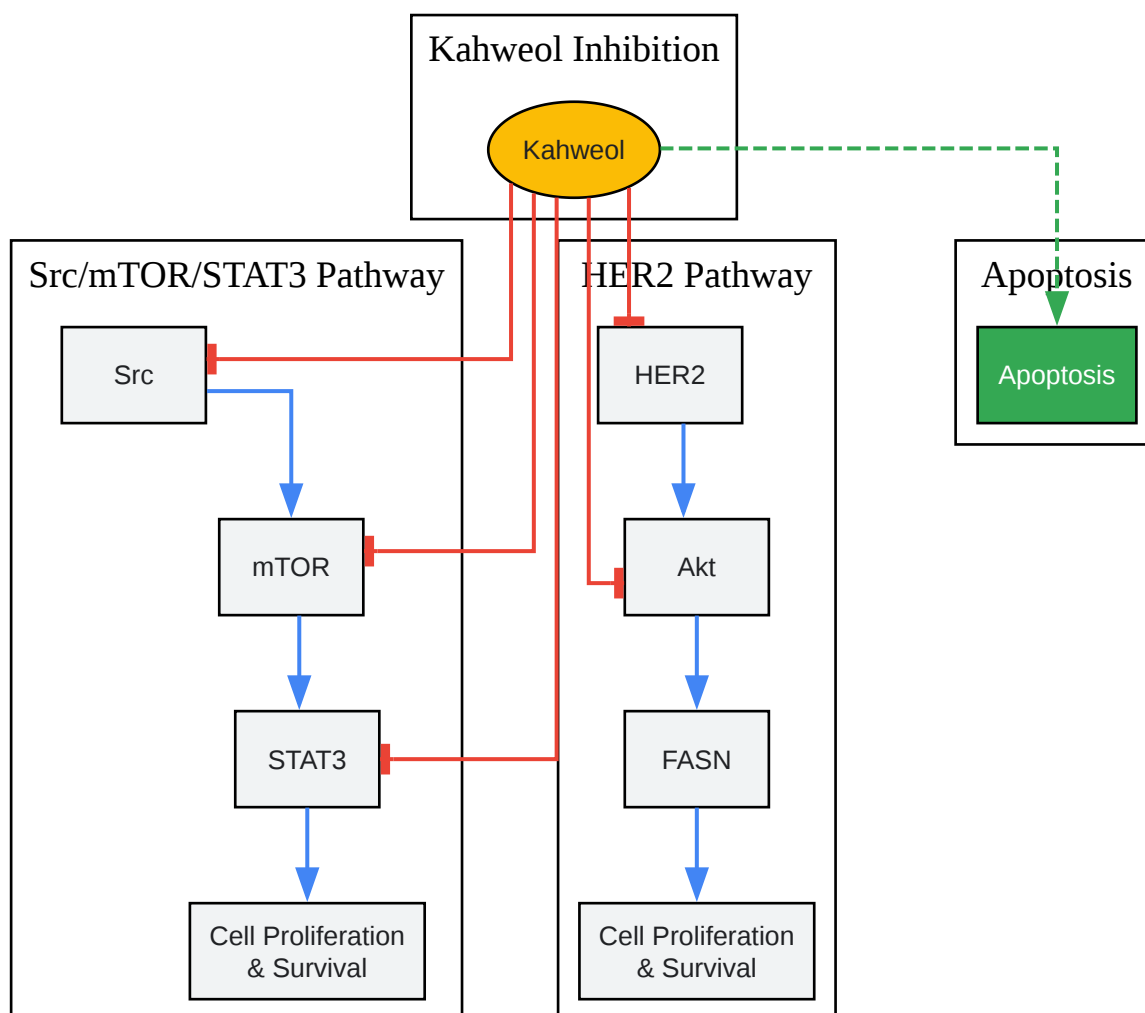 Kahweol Inhibition
Kahweol
Src/mTOR/STAT3 Pathway
HER2 Pathway
Apoptosis
Src
HER2
Apoptosis
mTOR
Akt
STAT3
FASN
Cell Proliferation
& Survival
Cell Proliferation
& Survival